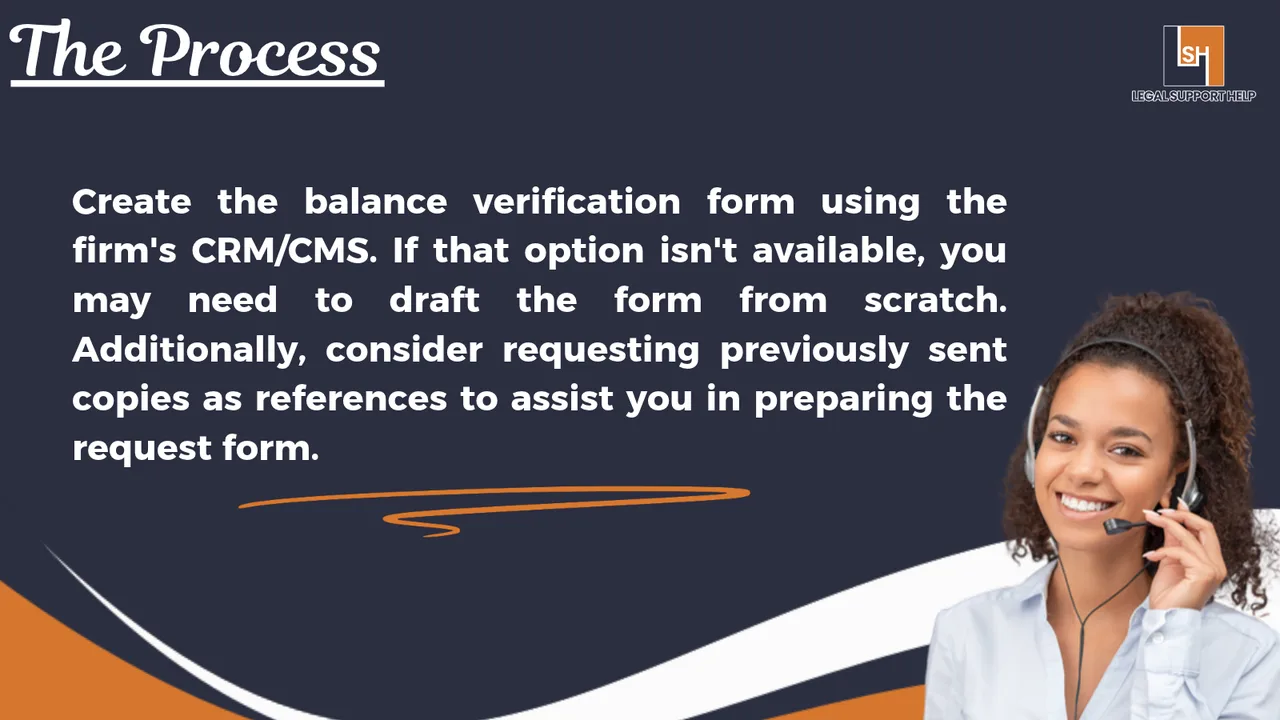 The Process
SH
LEGAL SUPPORT HELP
Create the balance verification form using the
firm's CRM/CMS. If that option isn't available, you
may need to draft the form from scratch.
Additionally, consider requesting previously sent
copies as references to assist you in preparing the
request form.